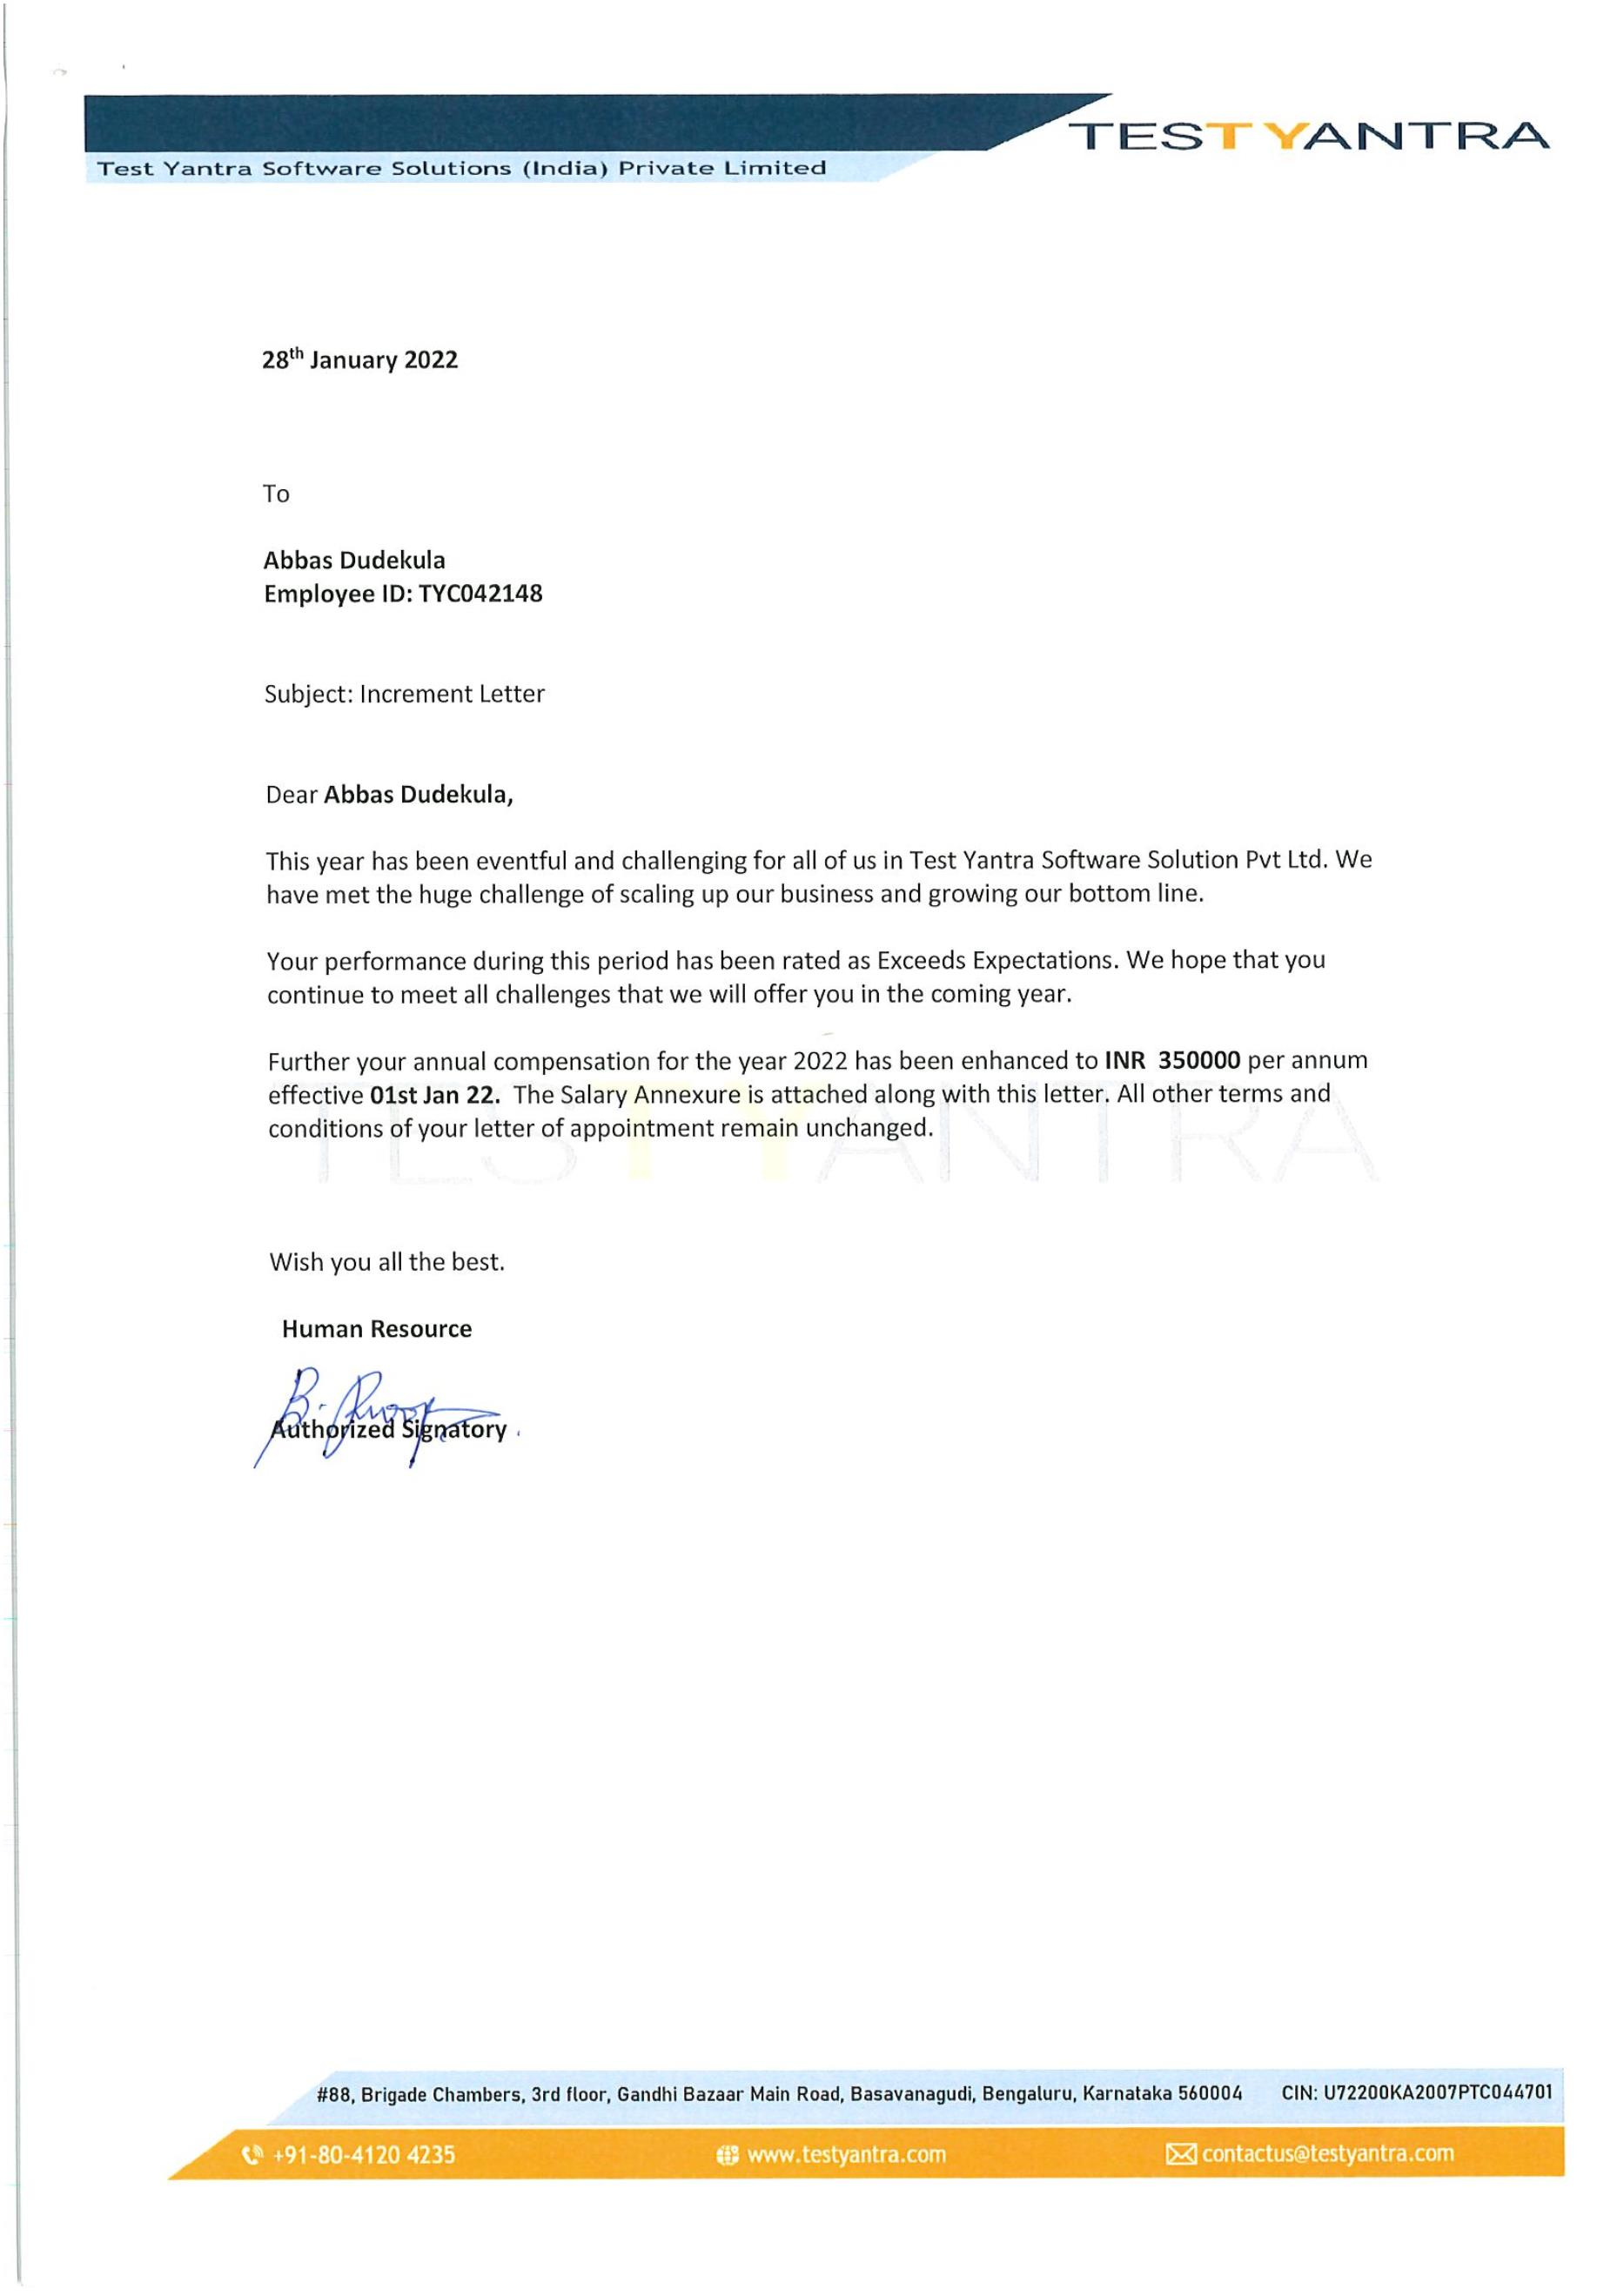 TESTYANTRA
Test Yantra Software Solutions (India) Private Limited
28th January 2022
To
Abbas Dudekula
Employee ID: TYC042148
Subject: Increment Letter
Dear Abbas Dudekula,
This year has been eventful and challenging for all of us in Test Yantra Software Solution Pvt Ltd. We
have met the huge challenge of scaling up our business and growing our bottom line.
Your performance during this period has been rated as Exceeds Expectations. We hope that you
continue to meet all challenges that we will offer you in the coming year.
Further your annual compensation for the year 2022 has been enhanced to INR 350000 per annum
effective 01st Jan 22. The Salary Annexure is attached along with this letter. All other terms and
conditions of your letter of appointment remain unchanged.
TESTYANTRA
Wish you all the best.
Human Resource
Authorized Signatory
#88, Brigade Chambers, 3rd floor, Gandhi Bazaar Main Road, Basavanagudi, Bengaluru, Karnataka 560004 CIN: U72200KA2007PTC044701
+91-80-4120 4235 www.testyantra.com contactus@testyantra.com